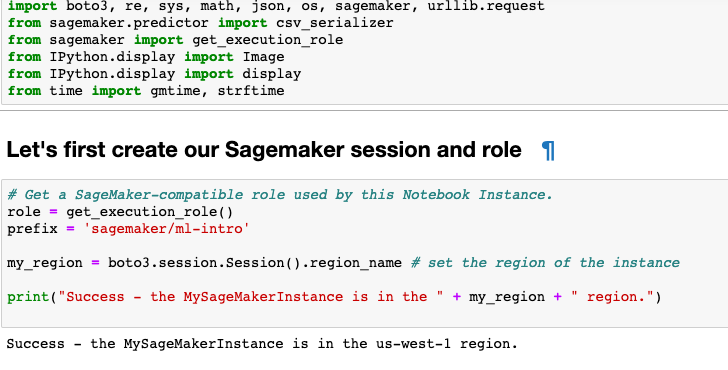 import boto3, re, sys, math, json, os, sagemaker, urllib.request
from sagemaker.predictor import csv_serializer
from sagemaker import get_execution_role
from IPython.display import Image
from IPython.display import display
from time import gmtime, strftime
Let's first create our Sagemaker session and role ¶
# Get a SageMaker-compatible role used by this Notebook Instance.
role = get_execution_role()
prefix = 'sagemaker/ml-intro'
my_region = boto3.session.Session().region_name # set the region of the instance
print("Success - the MySageMakerInstance is in the " + my_region + " region.")
Success - the MySageMakerInstance is in the us-west-1 region.